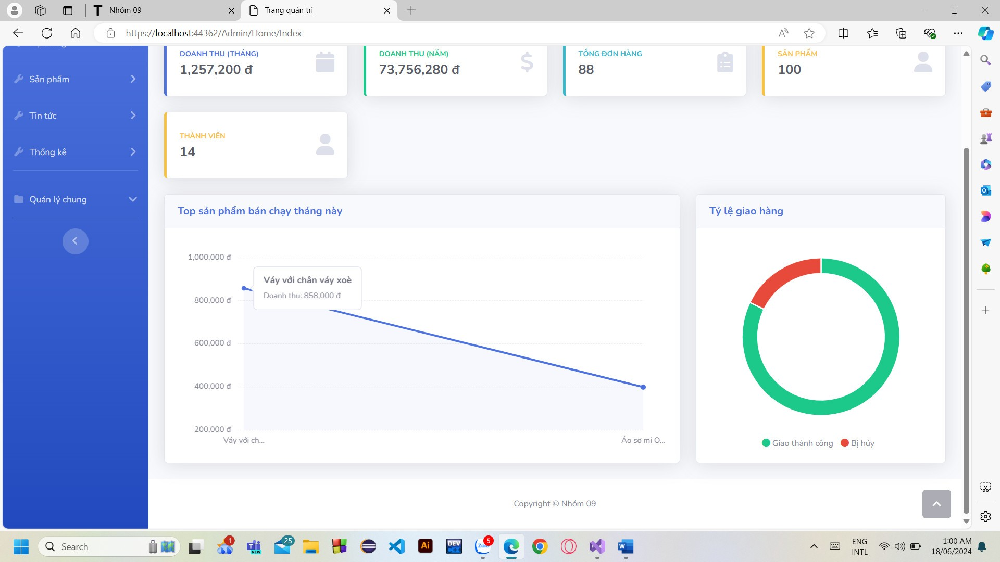 Nhóm 09
Trang quản trị
https://localhost:44362/Admin/Home/Index
Sản phẩm
Tin tức
Thống kê
Quản lý chung
DOANH THU (THÁNG)
1,257,200 đ
DOANH THU (NĂM)
73,756,280 đ
TỔNG ĐƠN HÀNG
88
SẢN PHẨM
100
THÀNH VIÊN
14
Top sản phẩm bán chạy tháng này
1,000,000 đ
800,000 đ
600,000 đ
400,000 đ
200,000 đ
Váy với chân váy xoè
Doanh thu: 858,000 đ
Váy với ch...
Áo sơ mi O...
Tỷ lệ giao hàng
Giao thành công
Bị hủy
Copyright © Nhóm 09
Search
1
NEW
25
Ai
DEV
C++
Zalo
5
W
ENG
INTL
1:00 AM
18/06/2024